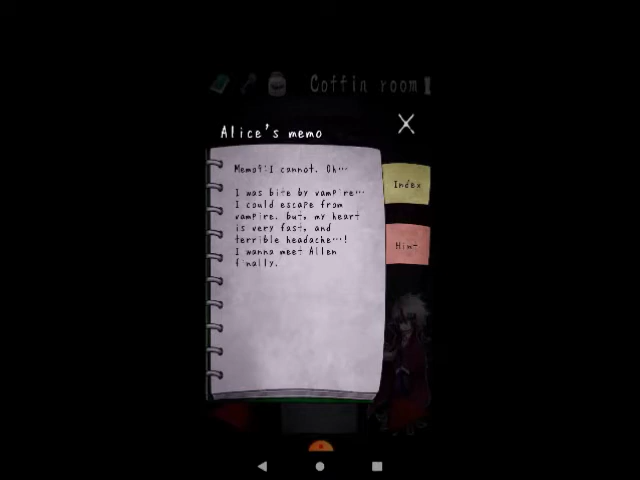 Coffin room
Alice's memo
Memo9:I cannot. Oh…
I was bite by vampire…
I could escape from
vampire. but, my heart
is very fast, and
terrible headache…!
I wanna meet Allen
finally.
Index
Hint